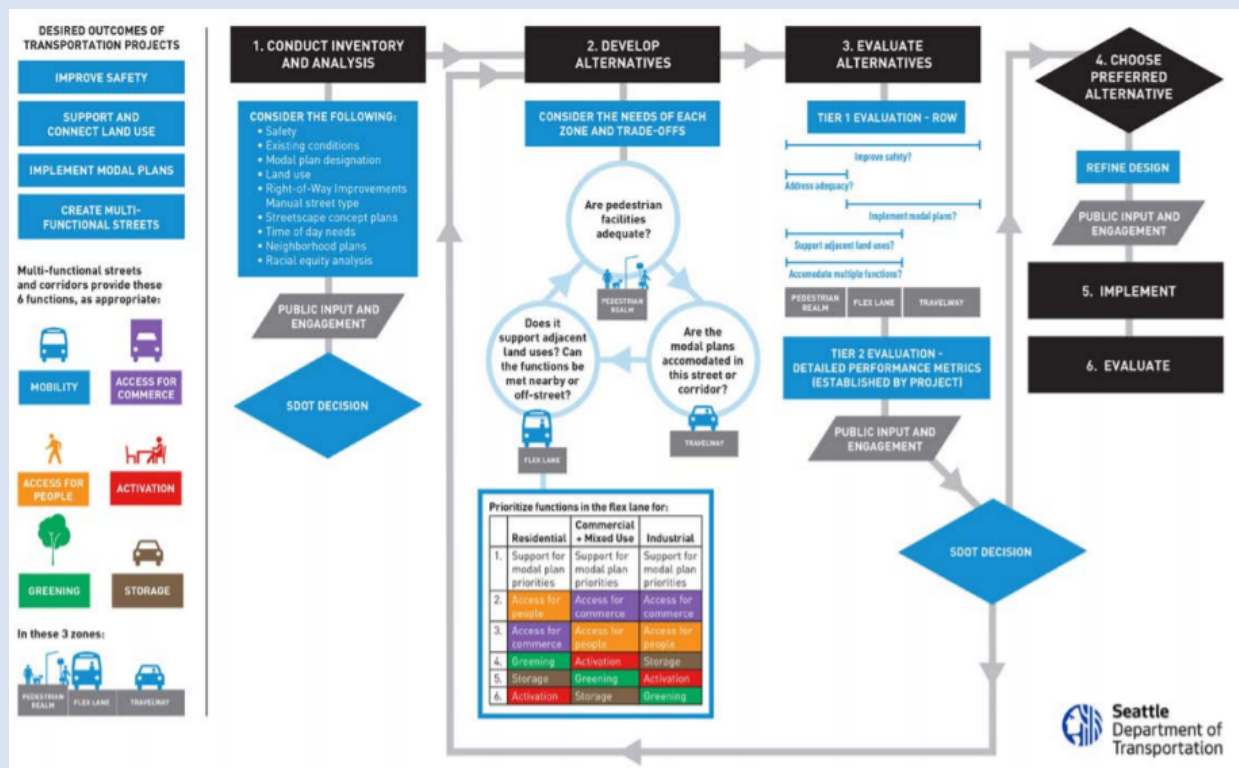 DESIRED OUTCOMES OF
TRANSPORTATION PROJECTS
IMPROVE SAFETY
SUPPORT AND
CONNECT LAND USE
IMPLEMENT MODAL PLANS
CREATE MULTI-
FUNCTIONAL STREETS
Multi-functional streets
and corridors provide these
6 functions, as appropriate:
MOBILITY
ACCESS FOR
COMMERCE
ACCESS FOR
PEOPLE
ACTIVATION
GREENING
STORAGE
In these 3 zones:
PEDESTRIAN
REALM
FLEX LANE
TRAVELWAY
1. CONDUCT INVENTORY
AND ANALYSIS
CONSIDER THE FOLLOWING:
• Safety
• Existing conditions
• Modal plan designation
• Land use
• Right-of-Way Improvements
Manual street type
• Streetscape concept plans
• Time of day needs
• Neighborhood plans
• Racial equity analysis
PUBLIC INPUT AND
ENGAGEMENT
SDOT DECISION
2. DEVELOP
ALTERNATIVES
CONSIDER THE NEEDS OF EACH
ZONE AND TRADE-OFFS
Are pedestrian
facilities
adequate?
PEDESTRIAN
REALM
Does it
support adjacent
land uses? Can
the functions be
met nearby or
off-street?
FLEX LANE
Are the
modal plans
accomodated in
this street or
corridor?
TRAVELWAY
Prioritize functions in the flex lane for:
Residential
Commercial
+ Mixed Use
Industrial
1. Support for
modal plan
priorities
Support for
modal plan
priorities
Support for
modal plan
priorities
2. Access for
people
Access for
commerce
Access for
commerce
3. Access for
commerce
Access for
people
Access for
people
4. Greening Activation Storage
5. Storage Greening Activation
6. Activation Storage Greening
3. EVALUATE
ALTERNATIVES
TIER 1 EVALUATION - ROW
Improve safety?
Address adequacy?
Implement modal plans?
Support adjacent land uses?
Accomodate multiple functions?
PEDESTRIAN
REALM
FLEX LANE
TRAVELWAY
TIER 2 EVALUATION -
DETAILED PERFORMANCE METRICS
(ESTABLISHED BY PROJECT)
PUBLIC INPUT AND
ENGAGEMENT
SDOT DECISION
4. CHOOSE
PREFERRED
ALTERNATIVE
REFINE DESIGN
PUBLIC INPUT AND
ENGAGEMENT
5. IMPLEMENT
6. EVALUATE
Seattle
Department of
Transportation